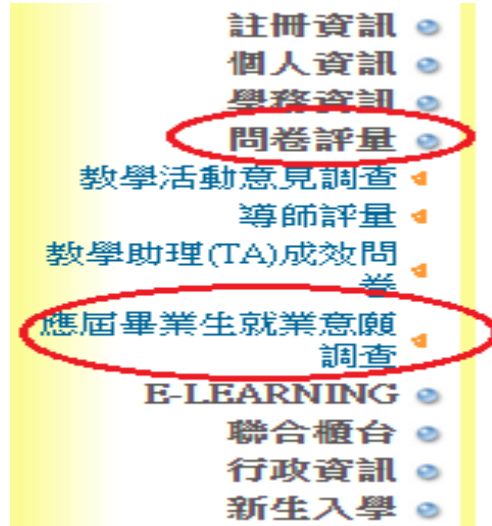 註冊資訊
個人資訊
學務資訊
問卷評量
教學活動意見調查
導師評量
教學助理(TA)成效問
卷
應屆畢業生就業意願
調查
E-LEARNING
聯合櫃台
行政資訊
新生入學